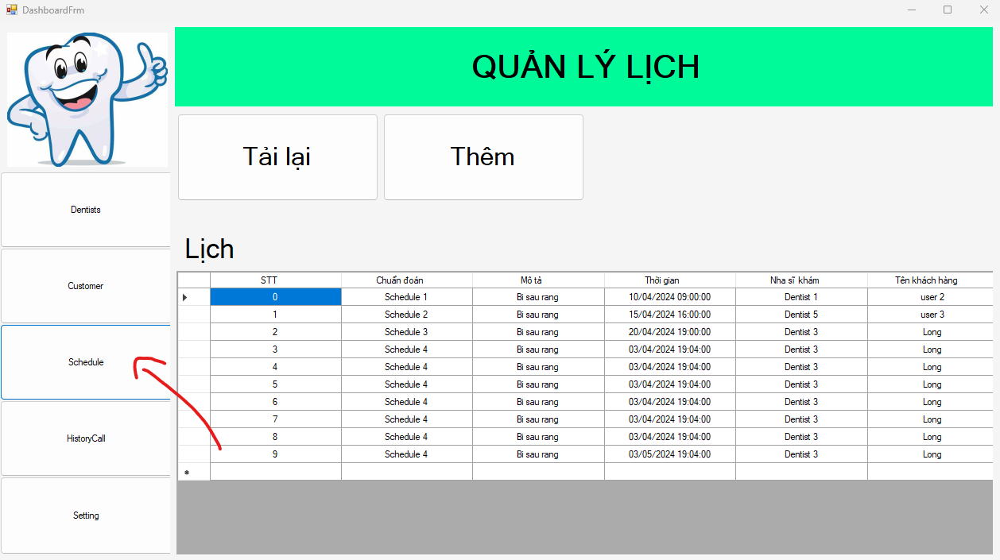 DashboardFrm
QUẢN LÝ LỊCH
Tải lại Thêm
Dentists
Customer
Schedule
HistoryCall
Setting
Lịch
STT Chuẩn đoán Mô tả Thời gian Nha sĩ khám Tên khách hàng
0 Schedule 1 Bi sau rang 10/04/2024 09:00:00 Dentist 1 user 2
1 Schedule 2 Bi sau rang 15/04/2024 16:00:00 Dentist 5 user 3
2 Schedule 3 Bi sau rang 20/04/2024 19:00:00 Dentist 3 Long
3 Schedule 4 Bi sau rang 03/04/2024 19:04:00 Dentist 3 Long
4 Schedule 4 Bi sau rang 03/04/2024 19:04:00 Dentist 3 Long
5 Schedule 4 Bi sau rang 03/04/2024 19:04:00 Dentist 3 Long
6 Schedule 4 Bi sau rang 03/04/2024 19:04:00 Dentist 3 Long
7 Schedule 4 Bi sau rang 03/04/2024 19:04:00 Dentist 3 Long
8 Schedule 4 Bi sau rang 03/04/2024 19:04:00 Dentist 3 Long
9 Schedule 4 Bi sau rang 03/05/2024 19:04:00 Dentist 3 Long